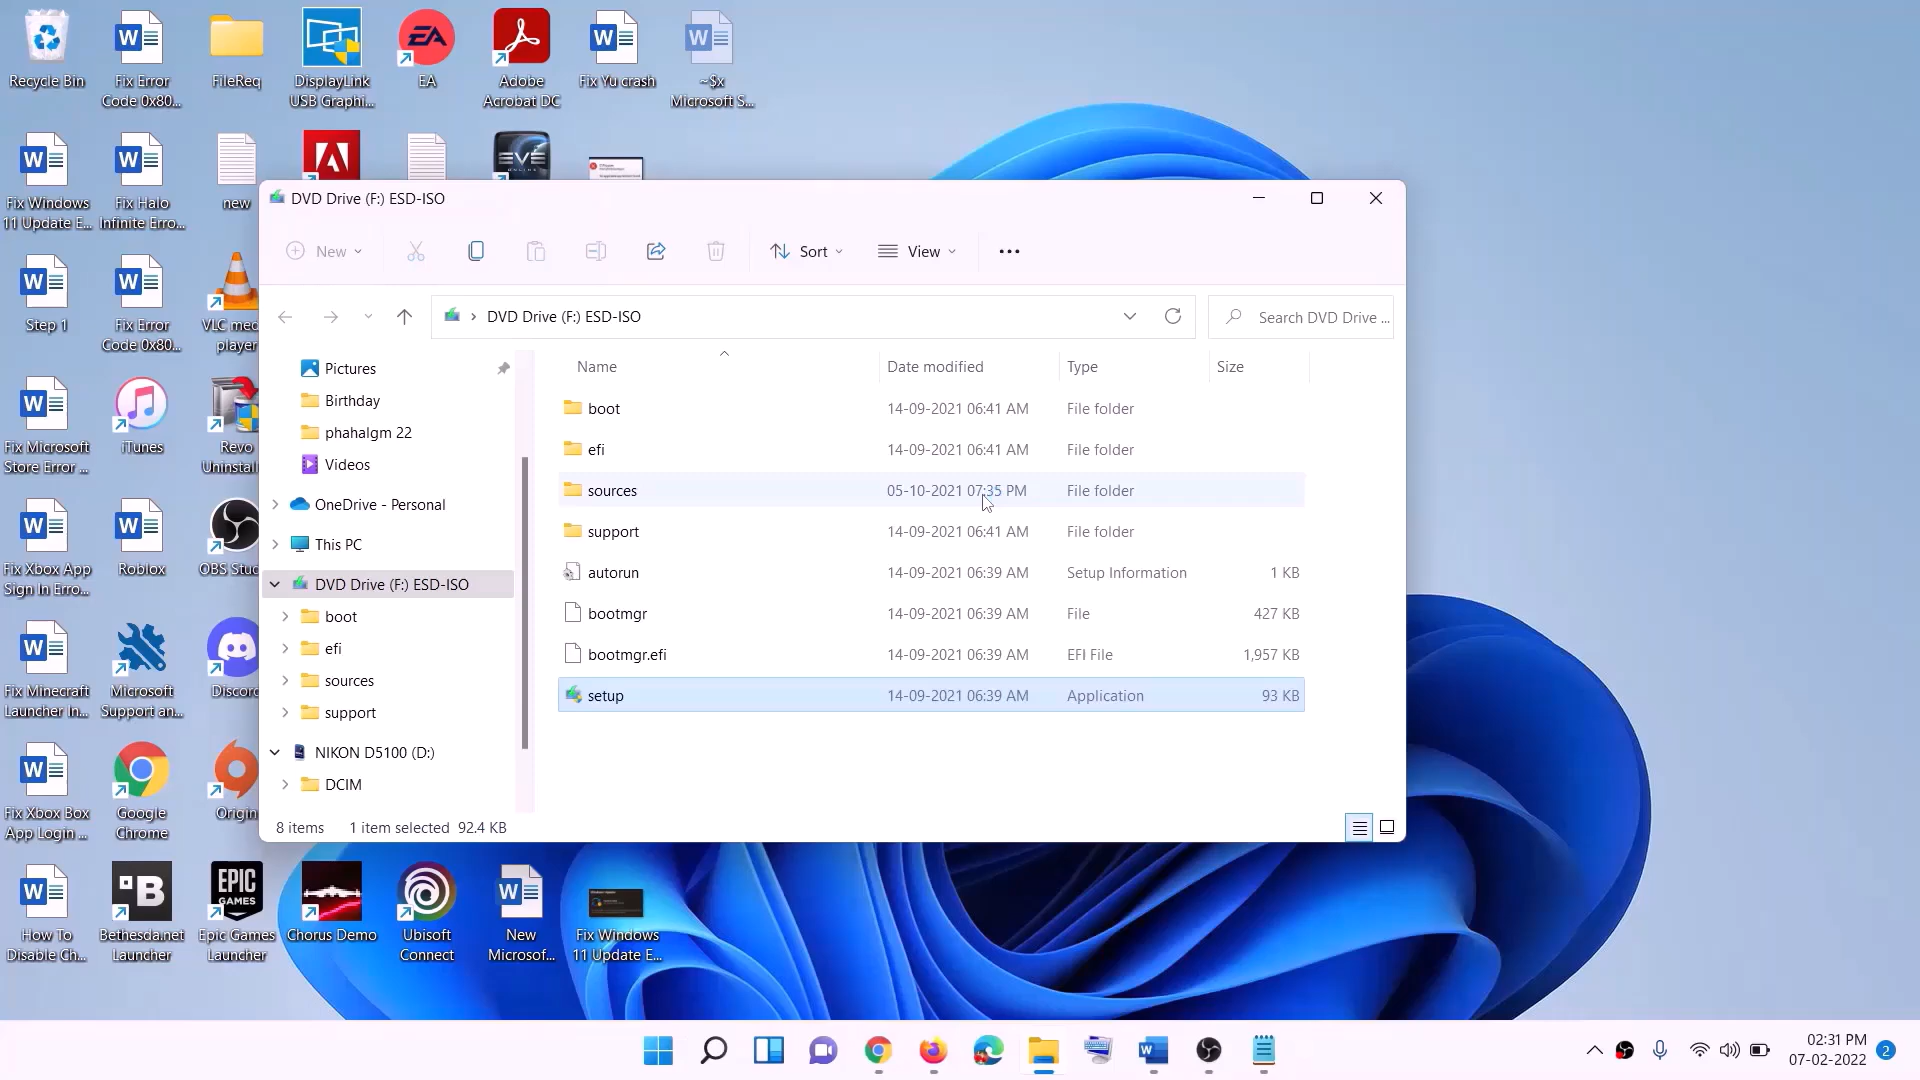 Recycle Bin
Fix Error
Code 0x80...
FileReq
DisplayLink
USB Graphi...
EA
Adobe
Acrobat DC
Fix Yu crash
~$x
Microsoft S...
Fix Windows
11 Update E...
Fix Halo
Infinite Erro...
new
EVE
ONLINE
Step 1
Fix Error
Code 0x80...
VLC med
player
Fix Microsoft
Store Error ...
iTunes
Revo
Uninstall
Fix Xbox App
Sign In Erro...
Roblox
OBS Stud
Fix Minecraft
Launcher In...
Microsoft
Support an...
Discord
Fix Xbox Box
App Login ...
Google
Chrome
Origin
How To
Disable Ch...
Bethesda.net
Launcher
EPIC
GAMES
Epic Games
Launcher
Chorus Demo
Ubisoft
Connect
New
Microsof...
Fix Windows
11 Update E...
DVD Drive (F:) ESD-ISO
New
Sort
View
DVD Drive (F:) ESD-ISO
Search DVD Drive ...
Pictures
Birthday
phahalgm 22
Videos
OneDrive - Personal
This PC
DVD Drive (F:) ESD-ISO
boot
efi
sources
support
NIKON D5100 (D:)
DCIM
Name Date modified Type Size
boot 14-09-2021 06:41 AM File folder
efi 14-09-2021 06:41 AM File folder
sources 05-10-2021 07:35 PM File folder
support 14-09-2021 06:41 AM File folder
autorun 14-09-2021 06:39 AM Setup Information 1 KB
bootmgr 14-09-2021 06:39 AM File 427 KB
bootmgr.efi 14-09-2021 06:39 AM EFI File 1,957 KB
setup 14-09-2021 06:39 AM Application 93 KB
8 items 1 item selected 92.4 KB
02:31 PM
07-02-2022
2